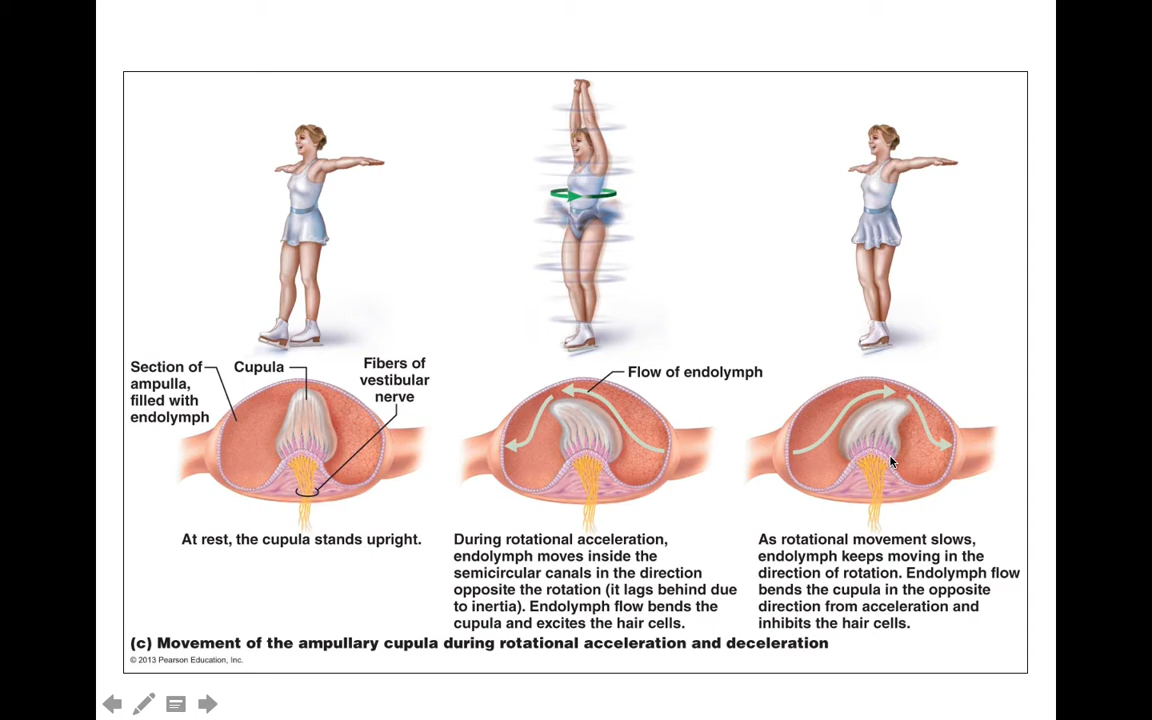 Section of
ampulla,
filled with
endolymph
Cupula
Fibers of
vestibular
nerve
Flow of endolymph
At rest, the cupula stands upright.
During rotational acceleration,
endolymph moves inside the
semicircular canals in the direction
opposite the rotation (it lags behind due
to inertia). Endolymph flow bends the
cupula and excites the hair cells.
As rotational movement slows,
endolymph keeps moving in the
direction of rotation. Endolymph flow
bends the cupula in the opposite
direction from acceleration and
inhibits the hair cells.
(c) Movement of the ampullary cupula during rotational acceleration and deceleration
© 2013 Pearson Education, Inc.